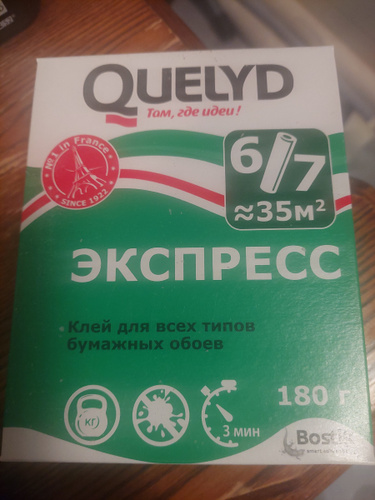 QUELYD
Там, где идеи!
№1 in France
SINCE 1922
6/7
≈35м²
ЭКСПРЕСС
Клей для всех типов
бумажных обоев
КГ
3 мин
180 г
Bostik